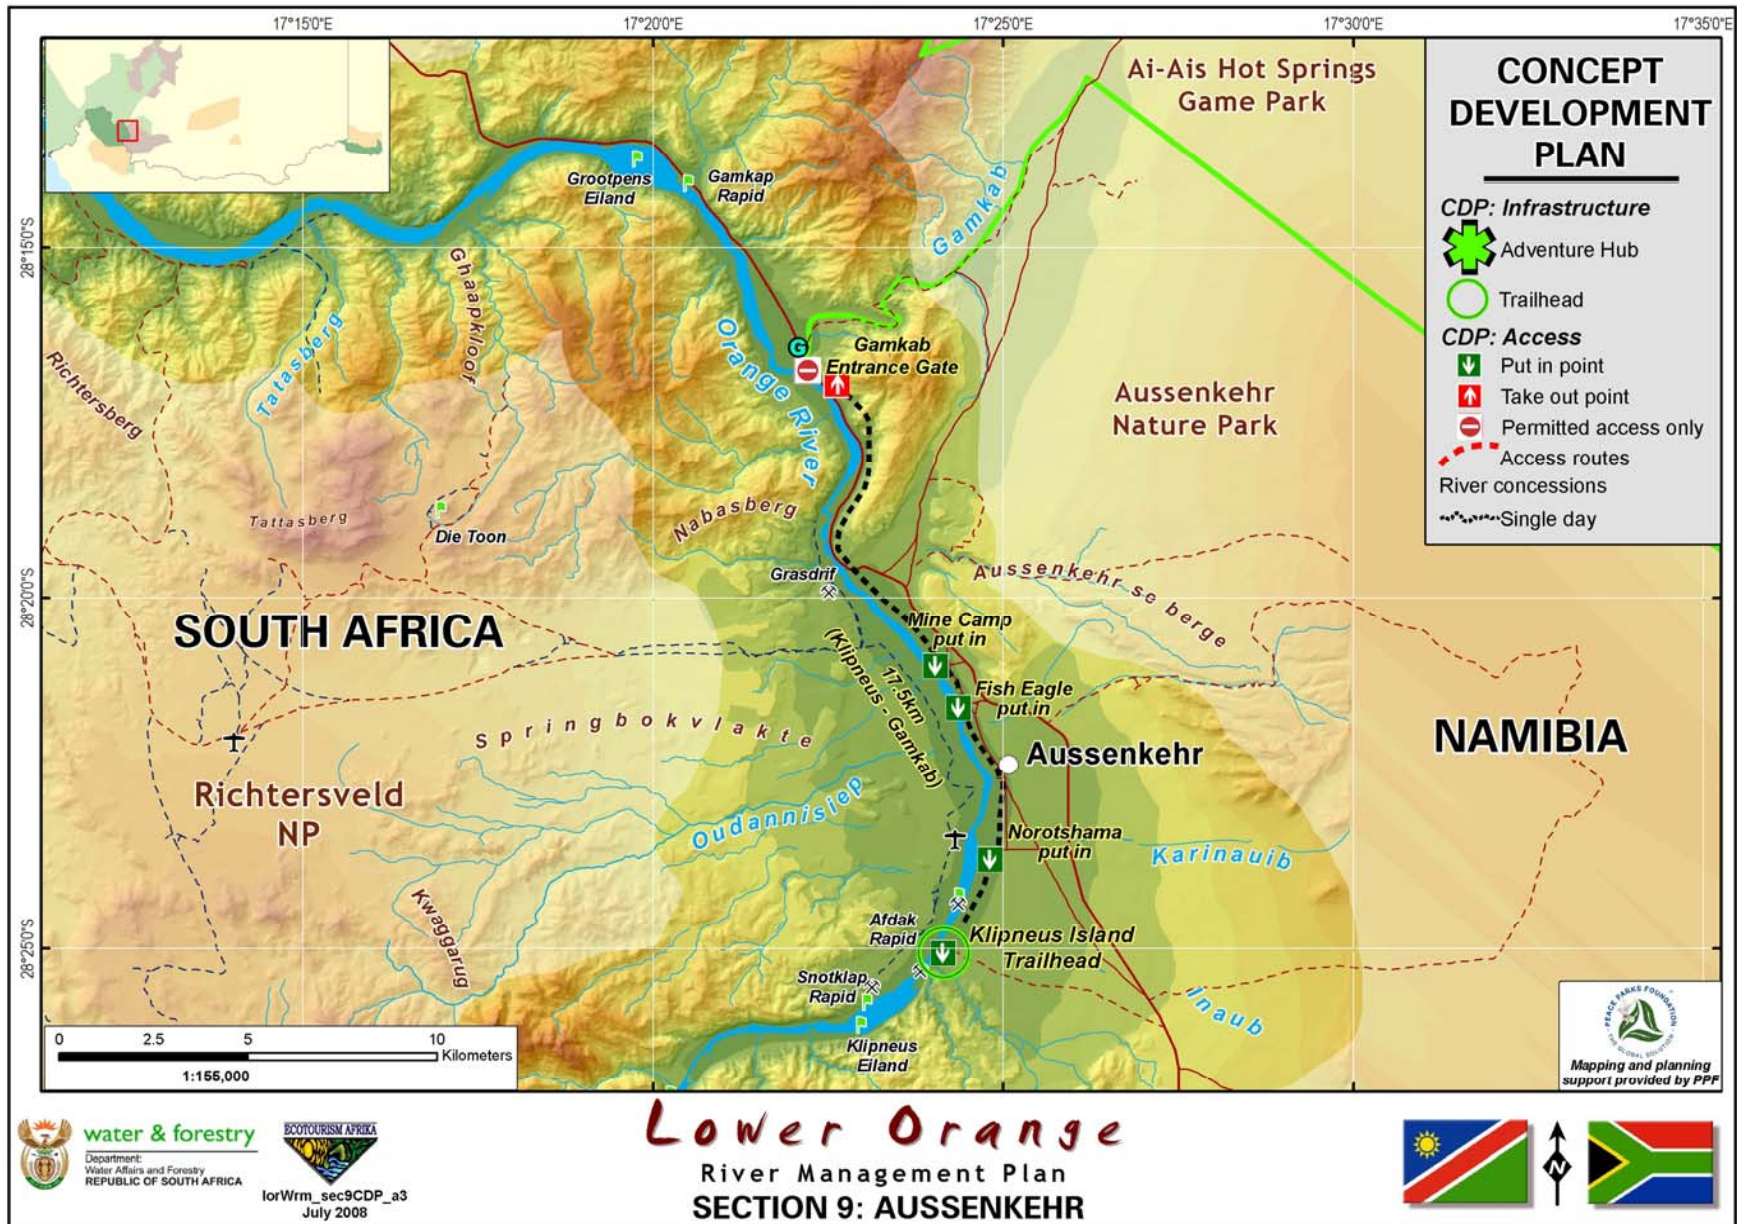 17°15'0"E
17°20'0"E
17°25'0"E
17°30'0"E
17°35'0"E
28°15'0"S
28°20'0"S
28°25'0"S
Ai-Ais Hot Springs
Game Park
CONCEPT
DEVELOPMENT
PLAN
CDP: Infrastructure
Adventure Hub
Trailhead
CDP: Access
Put in point
Take out point
Permitted access only
Access routes
River concessions
Single day
Grootpens
Eiland
Gamkap
Rapid
Gamkab
Ghaapkloof
Tatasberg
Richtersberg
Orange River
G
Gamkab
Entrance Gate
Aussenkehr
Nature Park
Tattasberg
Die Toon
Nabasberg
Grasdrif
Aussenkehr se berge
SOUTH AFRICA
Mine Camp
put in
17.5km
(Klipneus - Gamkab)
Fish Eagle
put in
Springbokvlakte
Aussenkehr
NAMIBIA
Richtersveld
NP
Oudannisiep
Norotshama
put in
Karinauib
Kwaggarug
Afdak
Rapid
Klipneus Island
Trailhead
Snotklap
Rapid
Inaub
Klipneus
Eiland
0 2.5 5 10
Kilometers
1:155,000
PEACE PARKS FOUNDATION
THE GLOBAL SOLUTION
Mapping and planning
support provided by PPF
water & forestry
Department:
Water Affairs and Forestry
REPUBLIC OF SOUTH AFRICA
ECOTOURISM AFRIKA
lorWrm_sec9CDP_a3
July 2008
Lower Orange
River Management Plan
SECTION 9: AUSSENKEHR
N